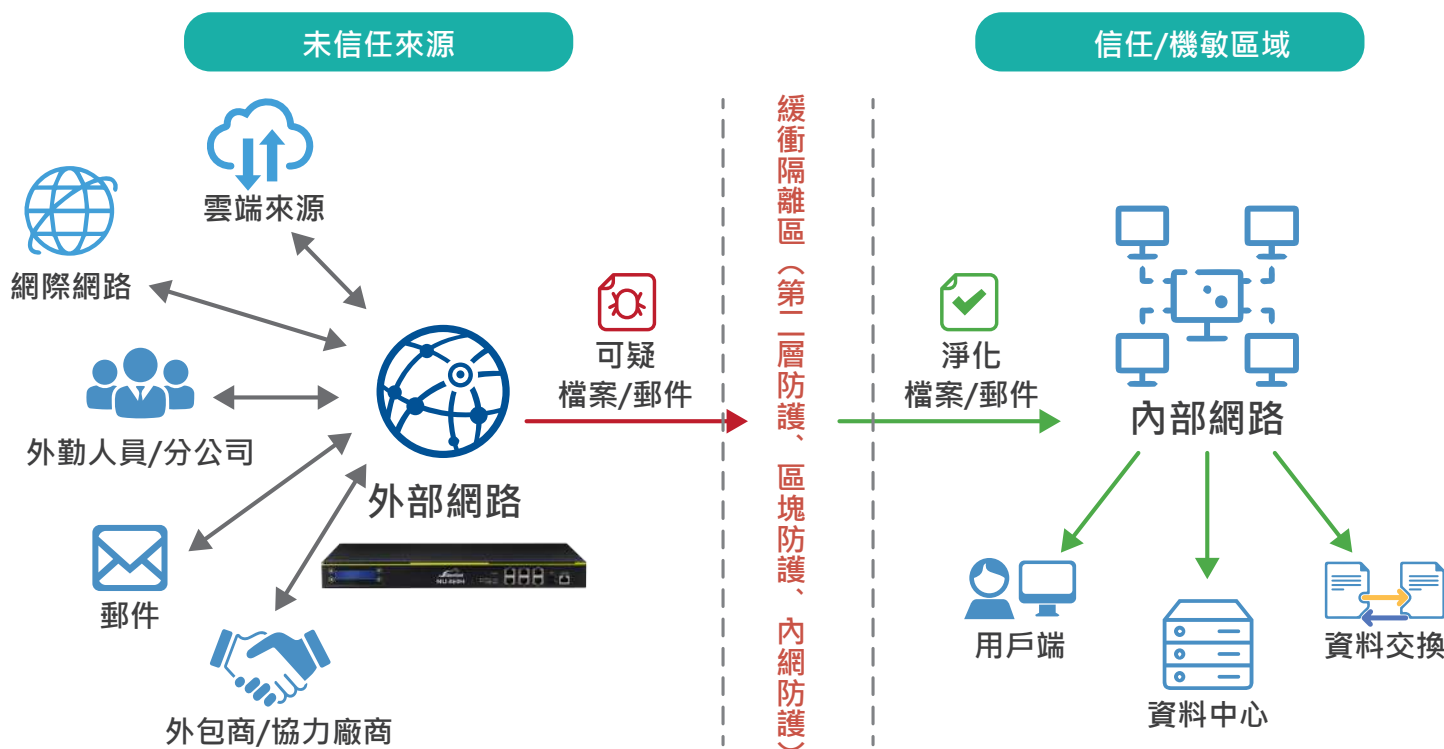 未信任來源
信任/機敏區域
雲端來源
網際網路
外勤人員/分公司
郵件
外包商/協力廠商
外部網路
可疑
檔案/郵件
緩衝隔離區（第二層防護、區塊防護、內網防護）
淨化
檔案/郵件
內部網路
用戶端
資料中心
資料交換